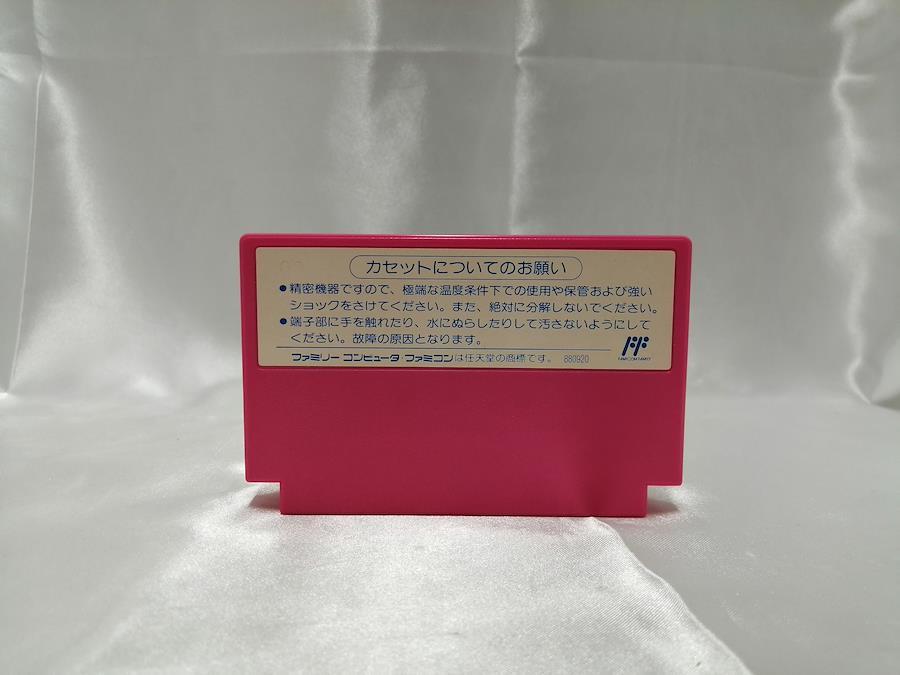 カセットについてのお願い
●精密機器ですので、極端な温度条件下での使用や保管および強い
ショックをさけてください。また、絶対に分解しないでください。
●端子部に手を触れたり、水にぬらしたりして汚さないようにして
ください。故障の原因となります。
ファミリー コンピュータ・ファミコンは任天堂の商標です。 880920
FAMICOM FAMILY